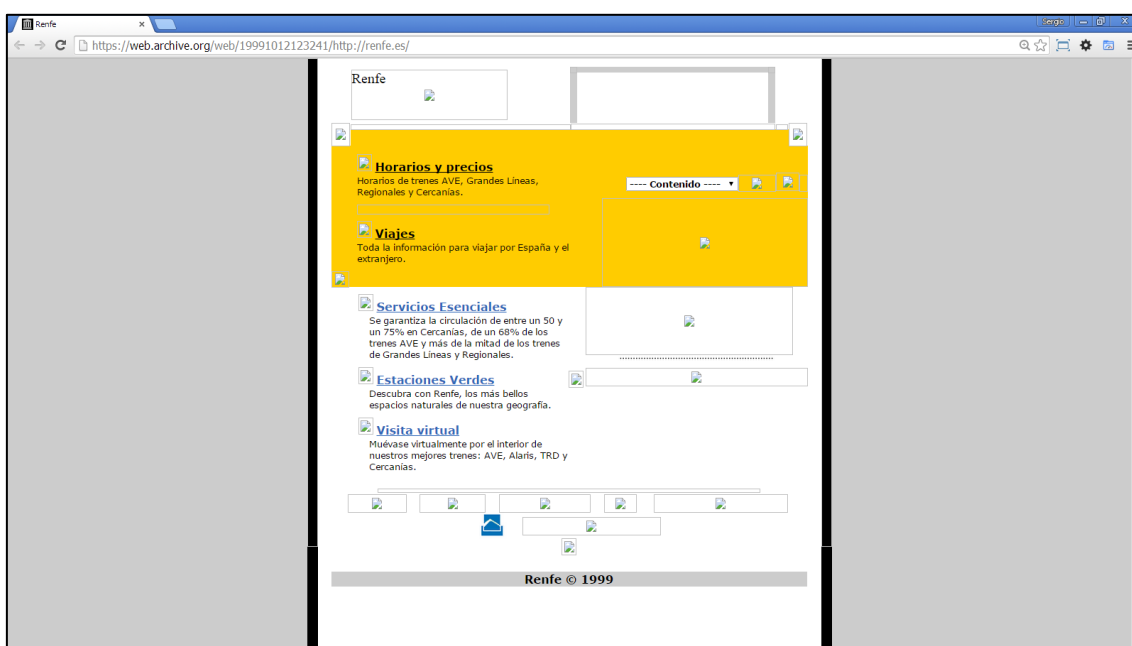 Renfe
Sergio
https://web.archive.org/web/19991012123241/http://renfe.es/
Renfe
Horarios y precios
Horarios de trenes AVE, Grandes Líneas,
Regionales y Cercanías.
---- Contenido ----
Viajes
Toda la información para viajar por España y el
extranjero.
Servicios Esenciales
Se garantiza la circulación de entre un 50 y
un 75% en Cercanías, de un 68% de los
trenes AVE y más de la mitad de los trenes
de Grandes Líneas y Regionales.
Estaciones Verdes
Descubra con Renfe, los más bellos
espacios naturales de nuestra geografía.
Visita virtual
Muévase virtualmente por el interior de
nuestros mejores trenes: AVE, Alaris, TRD y
Cercanías.
Renfe © 1999